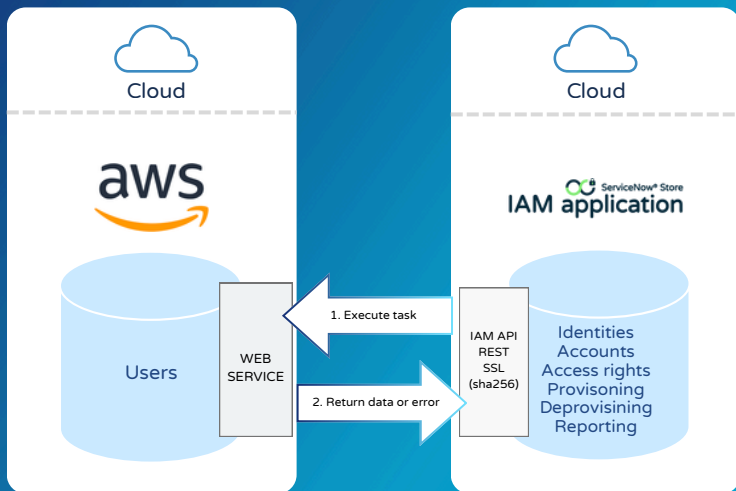 Cloud
aws
Users
WEB
SERVICE
1. Execute task
2. Return data or error
Cloud
ServiceNow® Store
IAM application
IAM API
REST
SSL
(sha256)
Identities
Accounts
Access rights
Provisoning
Deprovisining
Reporting